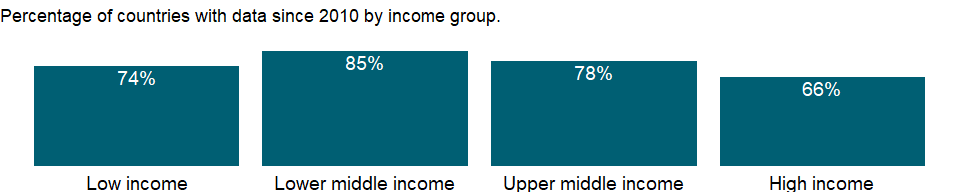 Percentage of countries with data since 2010 by income group.
74%
85%
78%
66%
Low income
Lower middle income
Upper middle income
High income